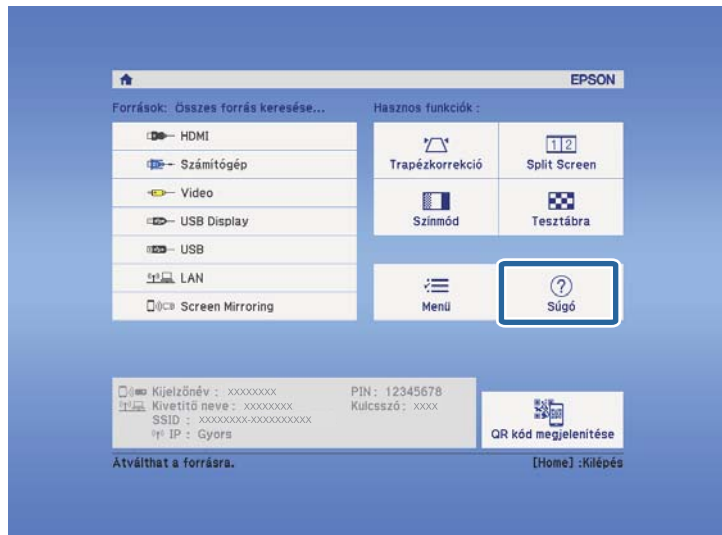 EPSON
Források: Összes forrás keresése...
HDMI
Számítógép
Video
USB Display
USB
LAN
Screen Mirroring
Hasznos funkciók :
Trapézkorrekció
Split Screen
Színmód
Tesztábra
Menü
Súgó
Kijelzőnév : xxxxxxxx
Kivetítő neve : xxxxxxxx
SSID : xxxxxxxx-xxxxxxxxxx
IP : Gyors
PIN : 12345678
Kulcsszó : xxxx
QR kód megjelenítése
Átválthat a forrásra.
[Home] :Kilépés